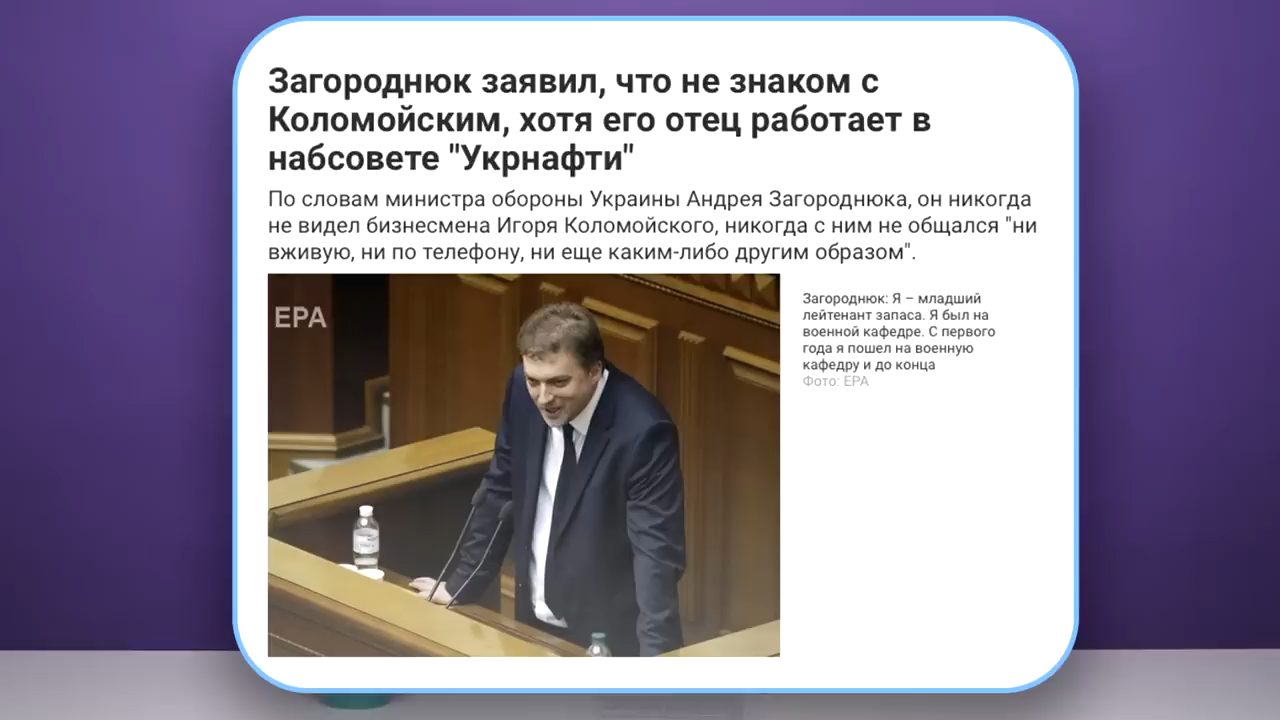 Загороднюк заявил, что не знаком с
Коломойским, хотя его отец работает в
набсовете "Укрнафти"
По словам министра обороны Украины Андрея Загороднюка, он никогда
не видел бизнесмена Игоря Коломойского, никогда с ним не общался "ни
вживую, ни по телефону, ни еще каким-либо другим образом".
EPA
Загороднюк: Я – младший
лейтенант запаса. Я был на
военной кафедре. С первого
года я пошел на военную
кафедру и до конца
Фото: EPA